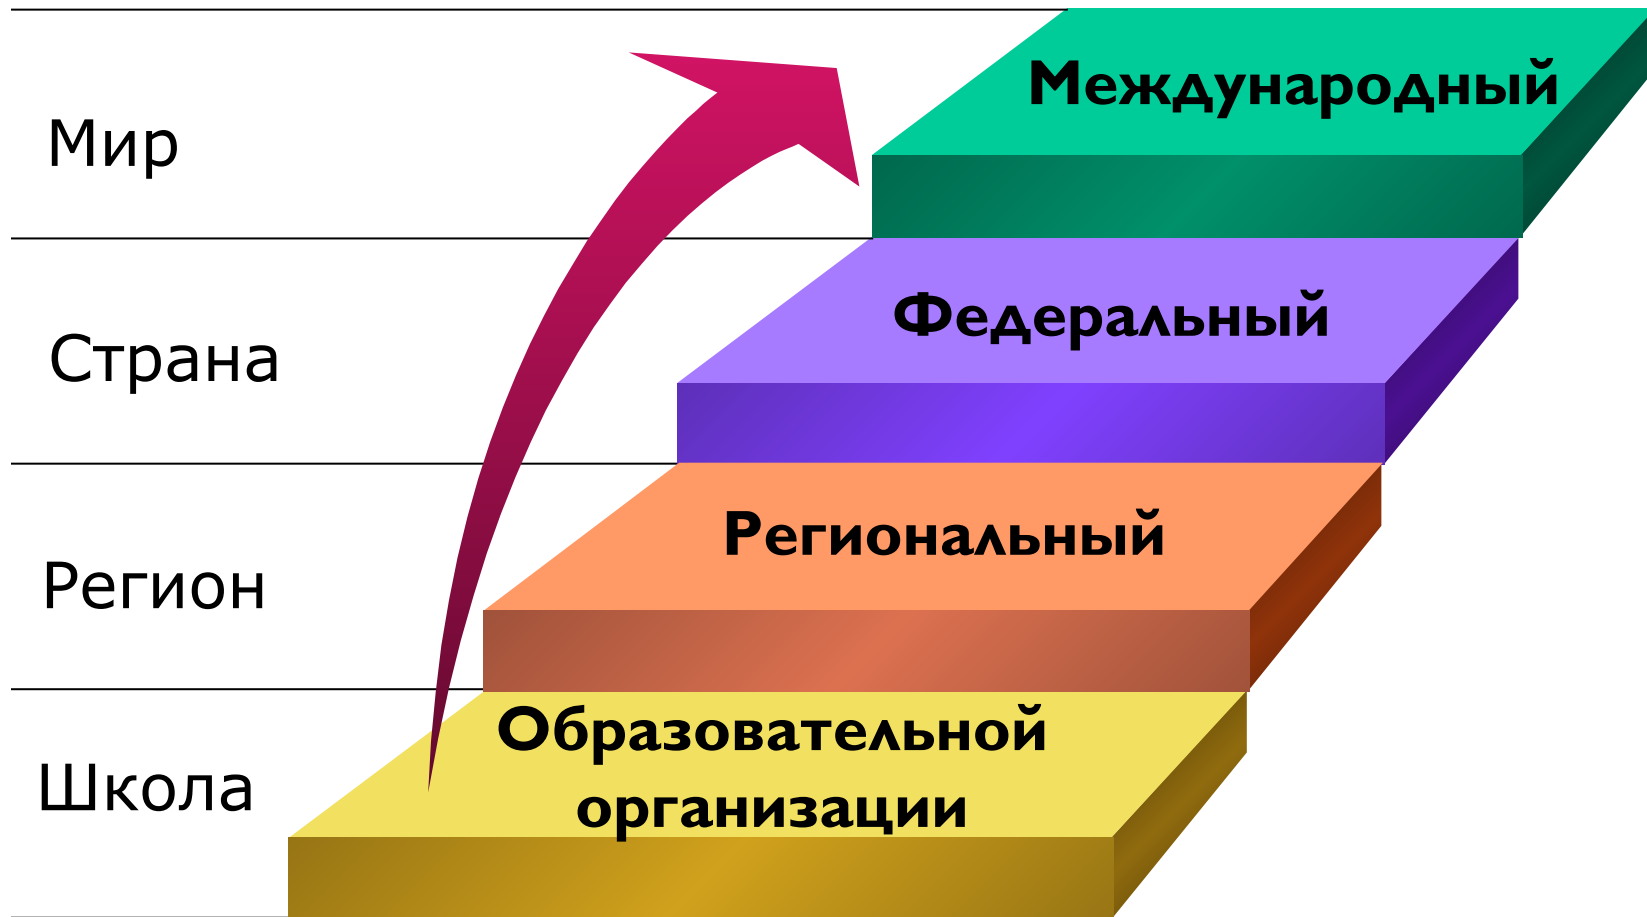 Международный
Мир
Федеральный
Страна
Региональный
Регион
Образовательной
организации
Школа